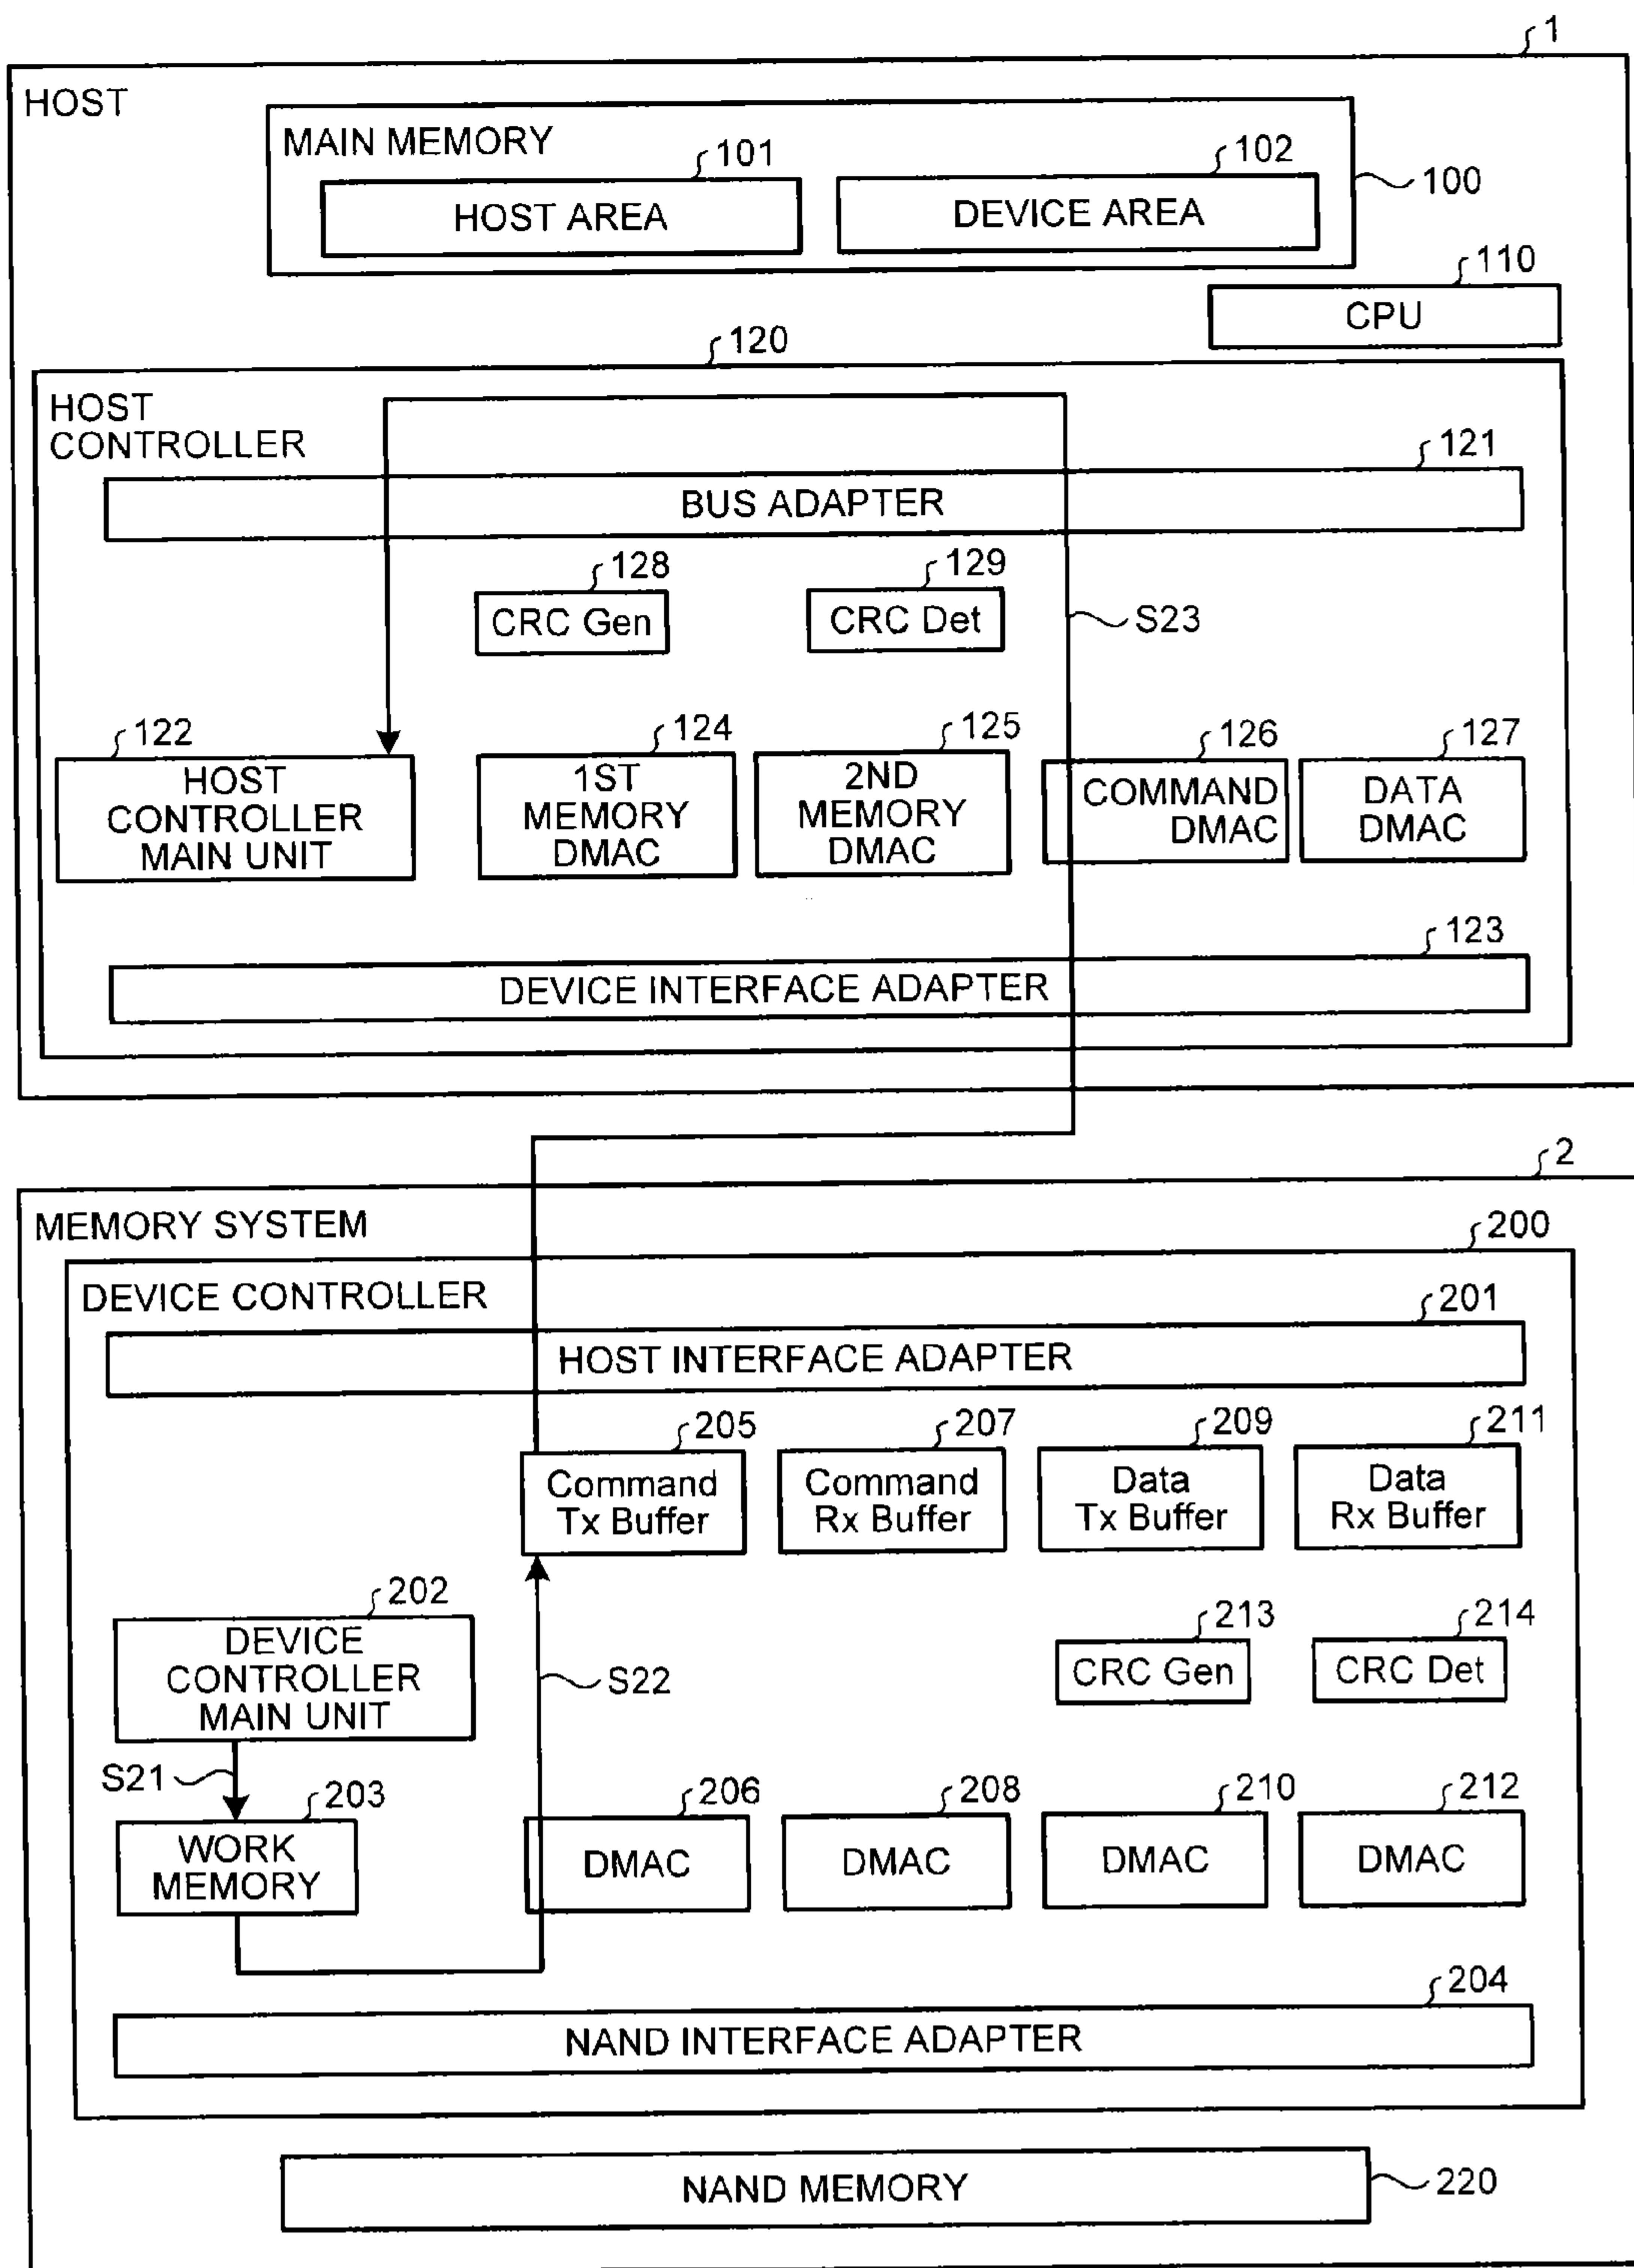 1
HOST
MAIN MEMORY
101
102
HOST AREA
DEVICE AREA
100
110
CPU
120
HOST
CONTROLLER
121
BUS ADAPTER
128
129
CRC Gen
CRC Det
S23
122
124
125
126
127
HOST
CONTROLLER
MAIN UNIT
1ST
MEMORY
DMAC
2ND
MEMORY
DMAC
COMMAND
DMAC
DATA
DMAC
123
DEVICE INTERFACE ADAPTER
2
MEMORY SYSTEM
200
DEVICE CONTROLLER
201
HOST INTERFACE ADAPTER
205
207
209
211
Command
Tx Buffer
Command
Rx Buffer
Data
Tx Buffer
Data
Rx Buffer
202
DEVICE
CONTROLLER
MAIN UNIT
S22
213
214
CRC Gen
CRC Det
S21
203
206
208
210
212
WORK
MEMORY
DMAC
DMAC
DMAC
DMAC
204
NAND INTERFACE ADAPTER
NAND MEMORY
220